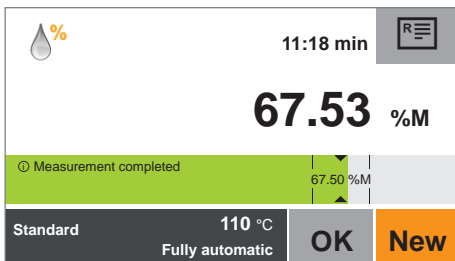 %
11:18 min
R
67.53 %M
ⓘ Measurement completed
67.50 %M
Standard
110 °C
Fully automatic
OK
New